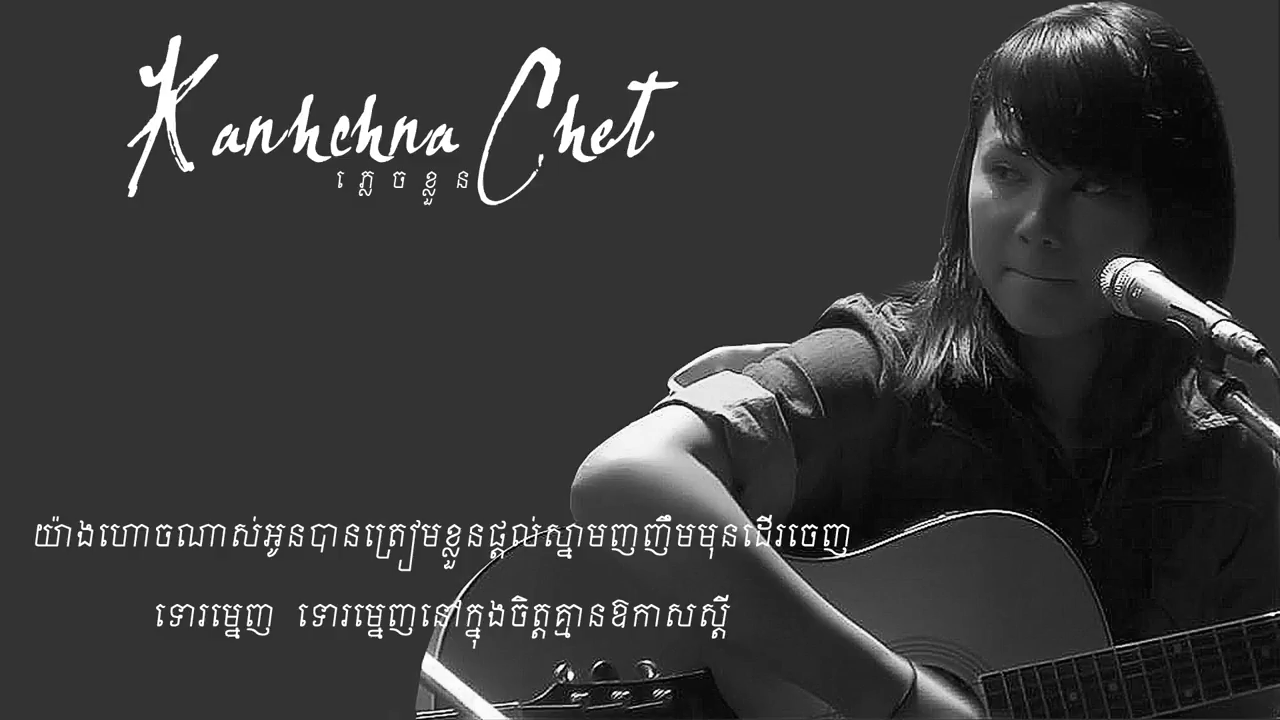 Kanhchna Chet
ភ្លេចខ្លួន
យ៉ាងហោចណាស់អូនបានត្រៀមខ្លួនផ្តល់ស្នាមញញឹមមុនដើរចេញ
ទោរម្នេញ ទោរម្នេញនៅក្នុងចិត្តគ្មានឱកាសស្តី